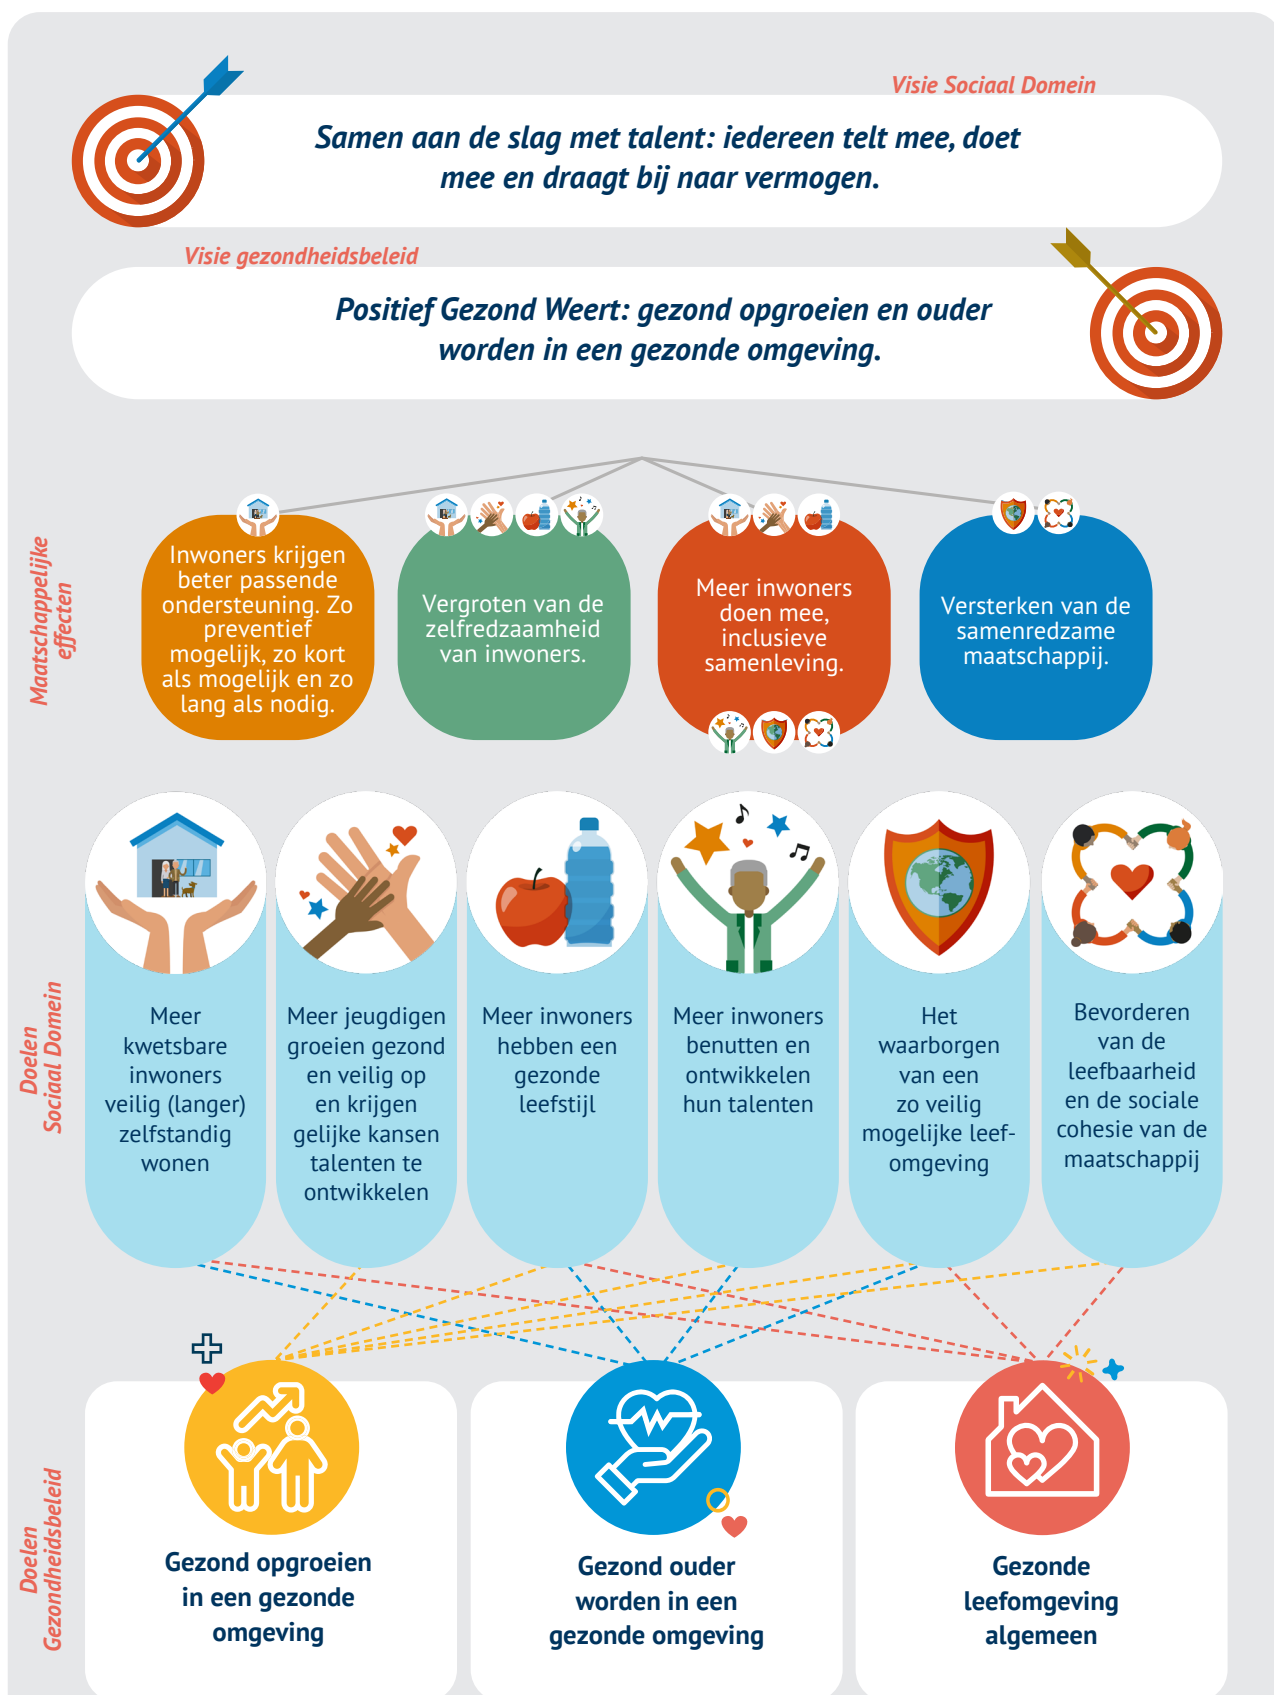 Visie Sociaal Domein
Samen aan de slag met talent: iedereen telt mee, doet
mee en draagt bij naar vermogen.
Visie gezondheidsbeleid
Positief Gezond Weert: gezond opgroeien en ouder
worden in een gezonde omgeving.
Maatschappelijke
effecten
Inwoners krijgen
beter passende
ondersteuning. Zo
preventief
mogelijk, zo kort
als mogelijk en zo
lang als nodig.
Vergroten van de
zelfredzaamheid
van inwoners.
Meer inwoners
doen mee,
inclusieve
samenleving.
Versterken van de
samenredzame
maatschappij.
Doelen
Sociaal Domein
Meer
kwetsbare
inwoners
veilig (langer)
zelfstandig
wonen
Meer jeugdigen
groeien gezond
en veilig op
en krijgen
gelijke kansen
talenten te
ontwikkelen
Meer inwoners
hebben een
gezonde
leefstijl
Meer inwoners
benutten en
ontwikkelen
hun talenten
Het
waarborgen
van een
zo veilig
mogelijke leef-
omgeving
Bevorderen
van de
leefbaarheid
en de sociale
cohesie van de
maatschappij
Doelen
Gezondheidsbeleid
Gezond opgroeien
in een gezonde
omgeving
Gezond ouder
worden in een
gezonde omgeving
Gezonde
leefomgeving
algemeen